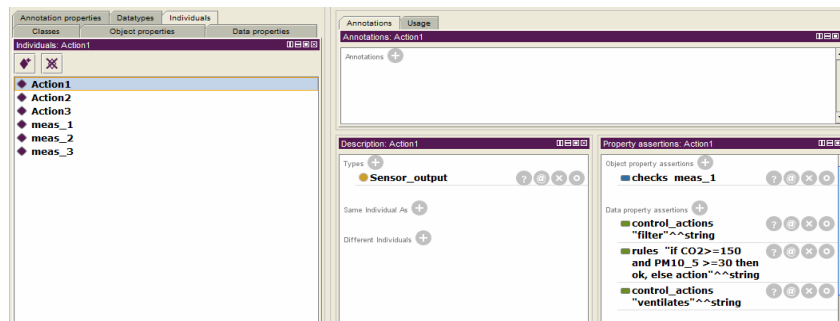 Annotation properties Datatypes Individuals
Classes Object properties Data properties
Individuals: Action1
Action1
Action2
Action3
meas_1
meas_2
meas_3
Annotations Usage
Annotations: Action1
Annotations
Description: Action1
Types
Sensor_output
Same Individual As
Different Individuals
Property assertions: Action1
Object property assertions
checks meas_1
Data property assertions
control_actions
"filter"^^string
rules "if CO2>=150
and PM10_5 >=30 then
ok, else action"^^string
control_actions
"ventilates"^^string